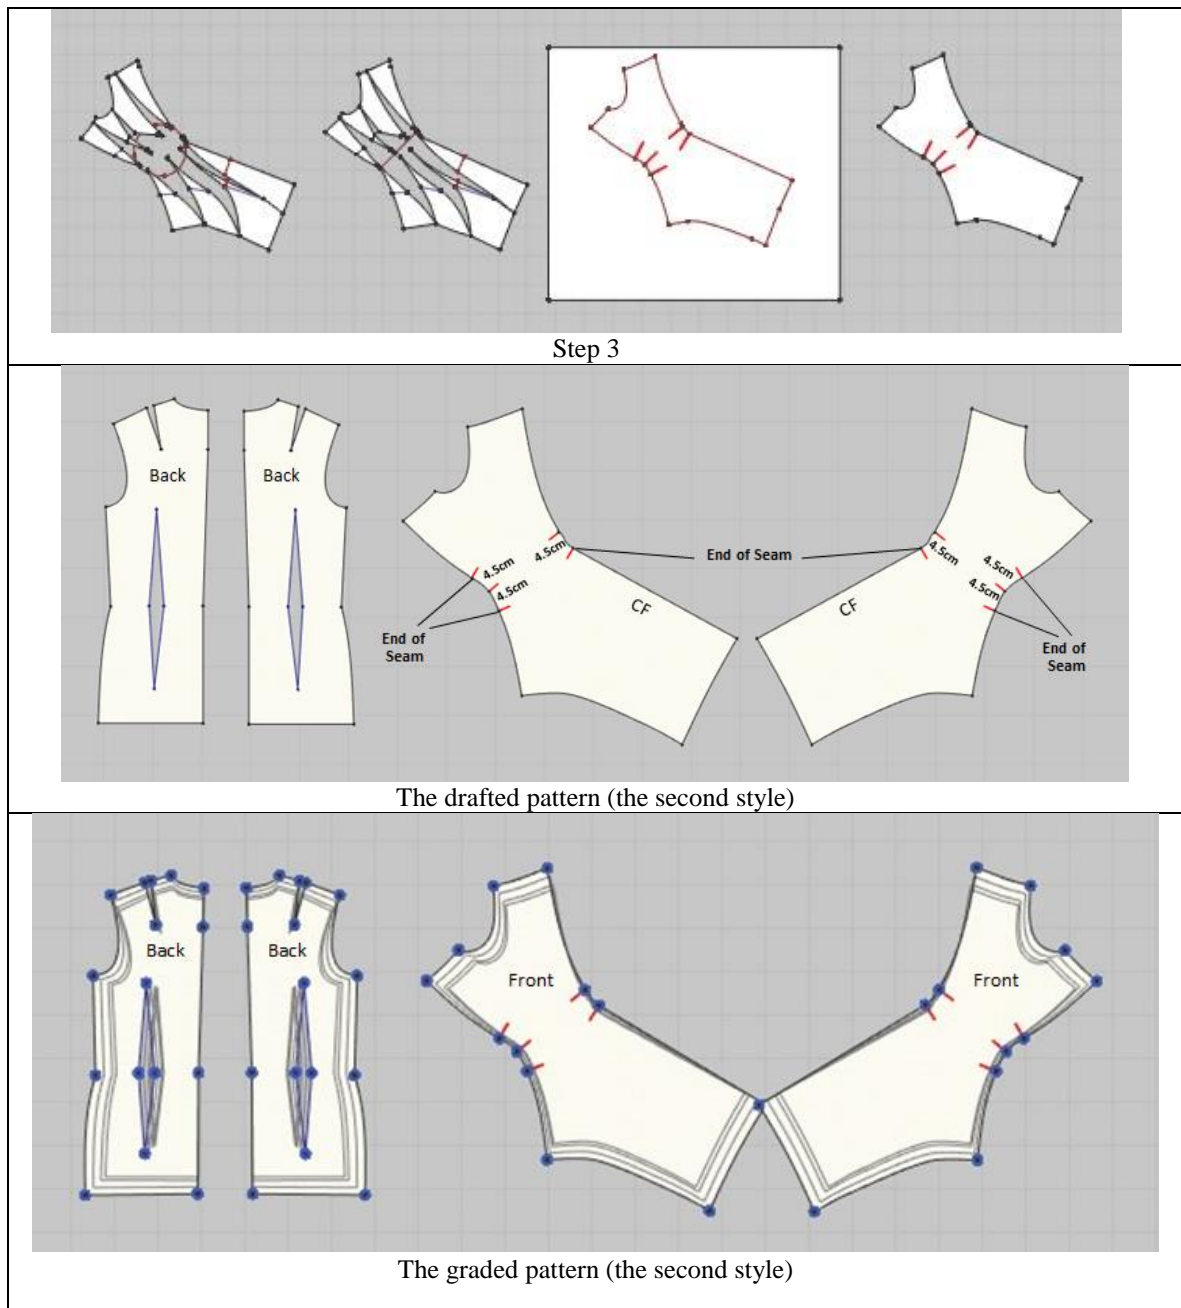 Step 3
Back
Back
4.5cm
4.5cm
4.5cm
End of Seam
4.5cm
4.5cm
4.5cm
CF
CF
End of
Seam
End of
Seam
The drafted pattern (the second style)
Back
Back
Front
Front
The graded pattern (the second style)